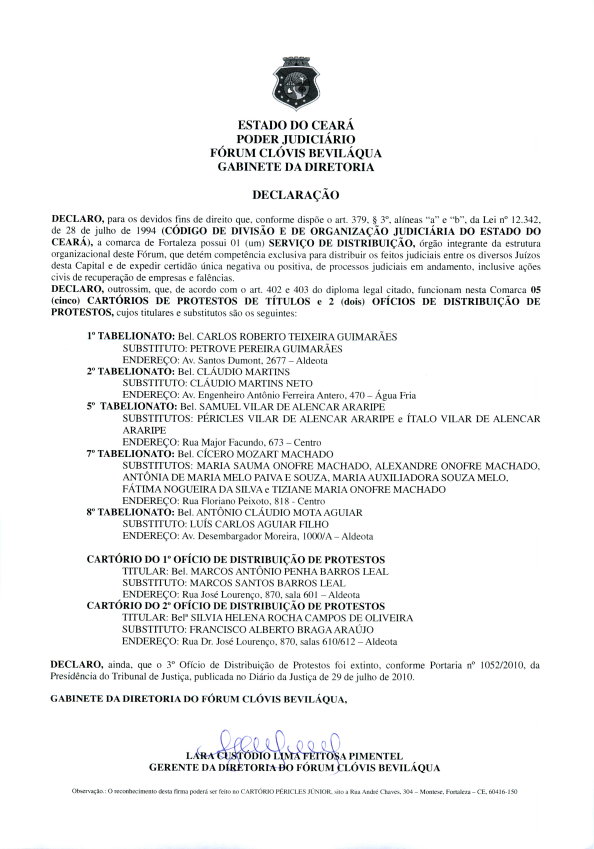 ESTADO DO CEARÁ
PODER JUDICIÁRIO
FÓRUM CLÓVIS BEVILÁQUA
GABINETE DA DIRETORIA
DECLARAÇÃO
DECLARO, para os devidos fins de direito que, conforme dispõe o art. 379, § 3º, alíneas “a” e “b”, da Lei nº 12.342,
de 28 de julho de 1994 (CÓDIGO DE DIVISÃO E DE ORGANIZAÇÃO JUDICIÁRIA DO ESTADO DO
CEARÁ), a comarca de Fortaleza possui 01 (um) SERVIÇO DE DISTRIBUIÇÃO, órgão integrante da estrutura
organizacional deste Fórum, que detém competência exclusiva para distribuir os feitos judiciais entre os diversos Juízos
desta Capital e de expedir certidão única negativa ou positiva, de processos judiciais em andamento, inclusive ações
civis de recuperação de empresas e falências.
DECLARO, outrossim, que, de acordo com o art. 402 e 403 do diploma legal citado, funcionam nesta Comarca 05
(cinco) CARTÓRIOS DE PROTESTOS DE TÍTULOS e 2 (dois) OFÍCIOS DE DISTRIBUIÇÃO DE
PROTESTOS, cujos titulares e substitutos são os seguintes:
1º TABELIONATO: Bel. CARLOS ROBERTO TEIXEIRA GUIMARÃES
SUBSTITUTO: PETROVE PEREIRA GUIMARÃES
ENDEREÇO: Av. Santos Dumont, 2677 – Aldeota
2º TABELIONATO: Bel. CLÁUDIO MARTINS
SUBSTITUTO: CLÁUDIO MARTINS NETO
ENDEREÇO: Av. Engenheiro Antônio Ferreira Antero, 470 – Água Fria
5º TABELIONATO: Bel. SAMUEL VILAR DE ALENCAR ARARIPE
SUBSTITUTOS: PÉRICLES VILAR DE ALENCAR ARARIPE e ÍTALO VILAR DE ALENCAR
ARARIPE
ENDEREÇO: Rua Major Facundo, 673 – Centro
7º TABELIONATO: Bel. CÍCERO MOZART MACHADO
SUBSTITUTOS: MARIA SAUMA ONOFRE MACHADO, ALEXANDRE ONOFRE MACHADO,
ANTÔNIA DE MARIA MELO PAIVA E SOUZA, MARIA AUXILIADORA SOUZA MELO,
FÁTIMA NOGUEIRA DA SILVA e TIZIANE MARIA ONOFRE MACHADO
ENDEREÇO: Rua Floriano Peixoto, 818 - Centro
8º TABELIONATO: Bel. ANTÔNIO CLÁUDIO MOTA AGUIAR
SUBSTITUTO: LUÍS CARLOS AGUIAR FILHO
ENDEREÇO: Av. Desembargador Moreira, 1000/A – Aldeota
CARTÓRIO DO 1º OFÍCIO DE DISTRIBUIÇÃO DE PROTESTOS
TITULAR: Bel. MARCOS ANTÔNIO PENHA BARROS LEAL
SUBSTITUTO: MARCOS SANTOS BARROS LEAL
ENDEREÇO: Rua José Lourenço, 870, sala 601 – Aldeota
CARTÓRIO DO 2º OFÍCIO DE DISTRIBUIÇÃO DE PROTESTOS
TITULAR: Belª SILVIA HELENA ROCHA CAMPOS DE OLIVEIRA
SUBSTITUTO: FRANCISCO ALBERTO BRAGA ARAÚJO
ENDEREÇO: Rua Dr. José Lourenço, 870, salas 610/612 – Aldeota
DECLARO, ainda, que o 3º Ofício de Distribuição de Protestos foi extinto, conforme Portaria nº 1052/2010, da
Presidência do Tribunal de Justiça, publicada no Diário da Justiça de 29 de julho de 2010.
GABINETE DA DIRETORIA DO FÓRUM CLÓVIS BEVILÁQUA,
LARA CUSTÓDIO LIMA FEITOSA PIMENTEL
GERENTE DA DIRETORIA DO FÓRUM CLÓVIS BEVILÁQUA
Observação.: O reconhecimento desta firma poderá ser feito no CARTÓRIO PÉRICLES JÚNIOR, sito a Rua André Chaves, 304 – Montese, Fortaleza – CE, 60416-150